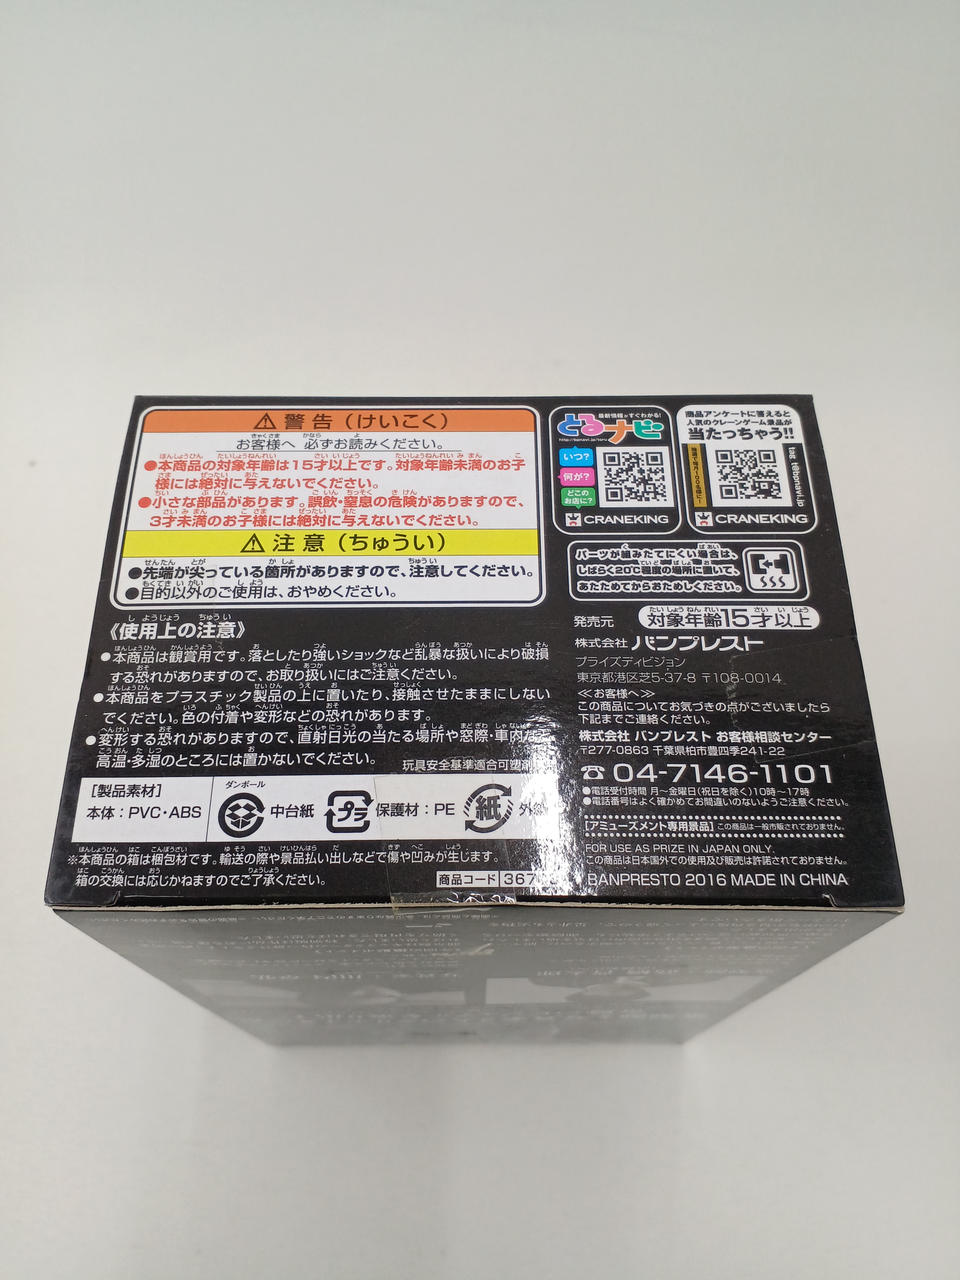 警告（けいこく）
お客様へ 必ずお読みください。
●本商品の対象年齢は15才以上です。対象年齢未満のお子
様には絶対に与えないでください。
●小さな部品があります。誤飲・窒息の危険がありますので、
3才未満のお子様には絶対に与えないでください。
注意（ちゅうい）
●先端が尖っている箇所がありますので、注意してください。
●目的以外のご使用は、おやめください。
《使用上の注意》
●本商品は観賞用です。落としたり強いショックなど乱暴な扱いにより破損
する恐れがありますので、お取り扱いにはご注意ください。
●本商品をプラスチック製品の上に置いたり、接触させたままにしない
でください。色の付着や変形などの恐れがあります。
●変形する恐れがありますので、直射日光の当たる場所や窓際・車内など
高温・多湿のところには置かないでください。
玩具安全基準適合可塑剤
【製品素材】
本体：PVC・ABS
ダンボール
中台紙
プラ
保護材：PE
紙
外箱
※本商品の箱は梱包材です。輸送の際や景品払い出しなどで傷や凹みが生じます。
箱の交換には応じかねますのでご了承ください。
商品コード 367
最新情報がすぐわかる！
とるナビ
いつ？
何が？
どこのお店に？
CRANEKING
商品アンケートに答えると
人気のクレーンゲーム景品が
当たっちゃう!!
CRANEKING
パーツが組みたてにくい場合は、
しばらく20℃程度の場所に置いて、
あたためてからおためしください。
発売元
対象年齢15才以上
株式会社 バンプレスト
プライズディビジョン
東京都港区芝5-37-8 〒108-0014
≪お客様へ≫
この商品についてお気づきの点がございましたら
下記までご連絡ください。
株式会社 バンプレスト お客様相談センター
〒277-0863 千葉県柏市豊四季241-22
☎ 04-7146-1101
●電話受付時間 月〜金曜日(祝日を除く)10時〜17時
●電話番号はよく確かめてお間違いのないようご注意ください。
【アミューズメント専用景品】この商品は一般市販されておりません。
FOR USE AS PRIZE IN JAPAN ONLY.
この商品は日本国外での使用及び販売は許諾されておりません。
BANPRESTO 2016 MADE IN CHINA